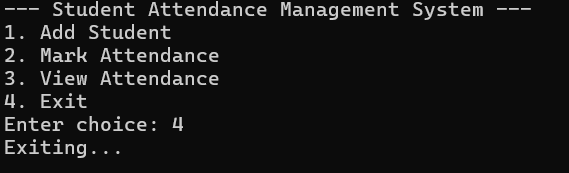 --- Student Attendance Management System ---
1. Add Student
2. Mark Attendance
3. View Attendance
4. Exit
Enter choice: 4
Exiting...